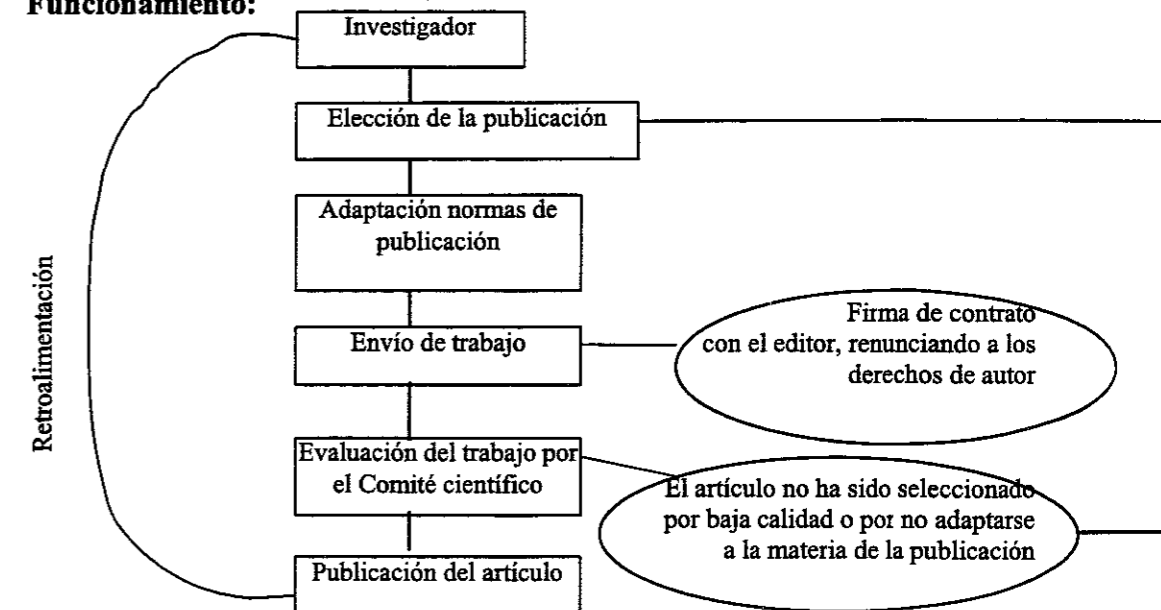 Funcionamiento:
Investigador
Elección de la publicación
Adaptación normas de
publicación
Envío de trabajo
Firma de contrato
con el editor, renunciando a los
derechos de autor
Retroalimentación
Evaluación del trabajo por
el Comité científico
El artículo no ha sido seleccionado
por baja calidad o por no adaptarse
a la materia de la publicación
Publicación del artículo